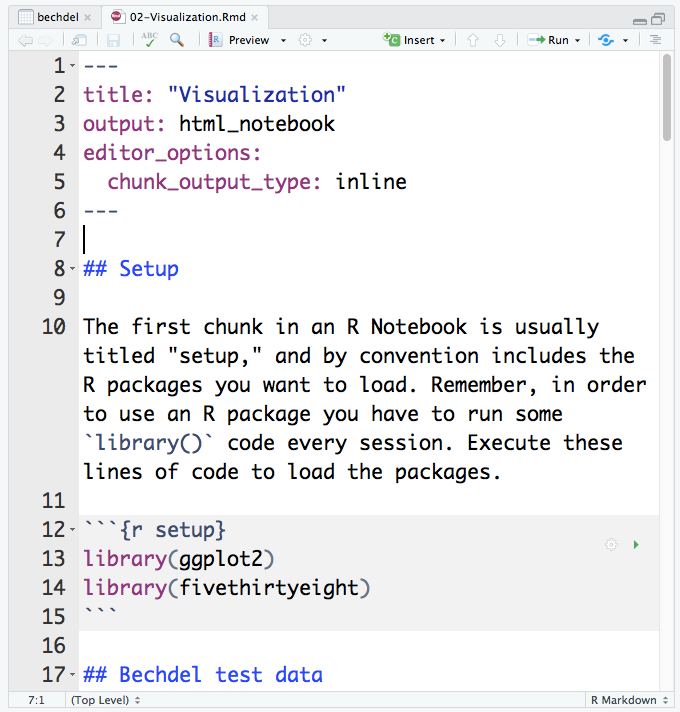 bechdel 02-Visualization.Rmd
ABC Preview Insert Run
1 ---
2 title: "Visualization"
3 output: html_notebook
4 editor_options:
5   chunk_output_type: inline
6 ---
7
8 ## Setup
9
10 The first chunk in an R Notebook is usually
titled "setup," and by convention includes the
R packages you want to load. Remember, in order
to use an R package you have to run some
`library()` code every session. Execute these
lines of code to load the packages.
11
12 ```{r setup}
13 library(ggplot2)
14 library(fivethirtyeight)
15 ```
16
17 ## Bechdel test data
7:1 (Top Level) R Markdown